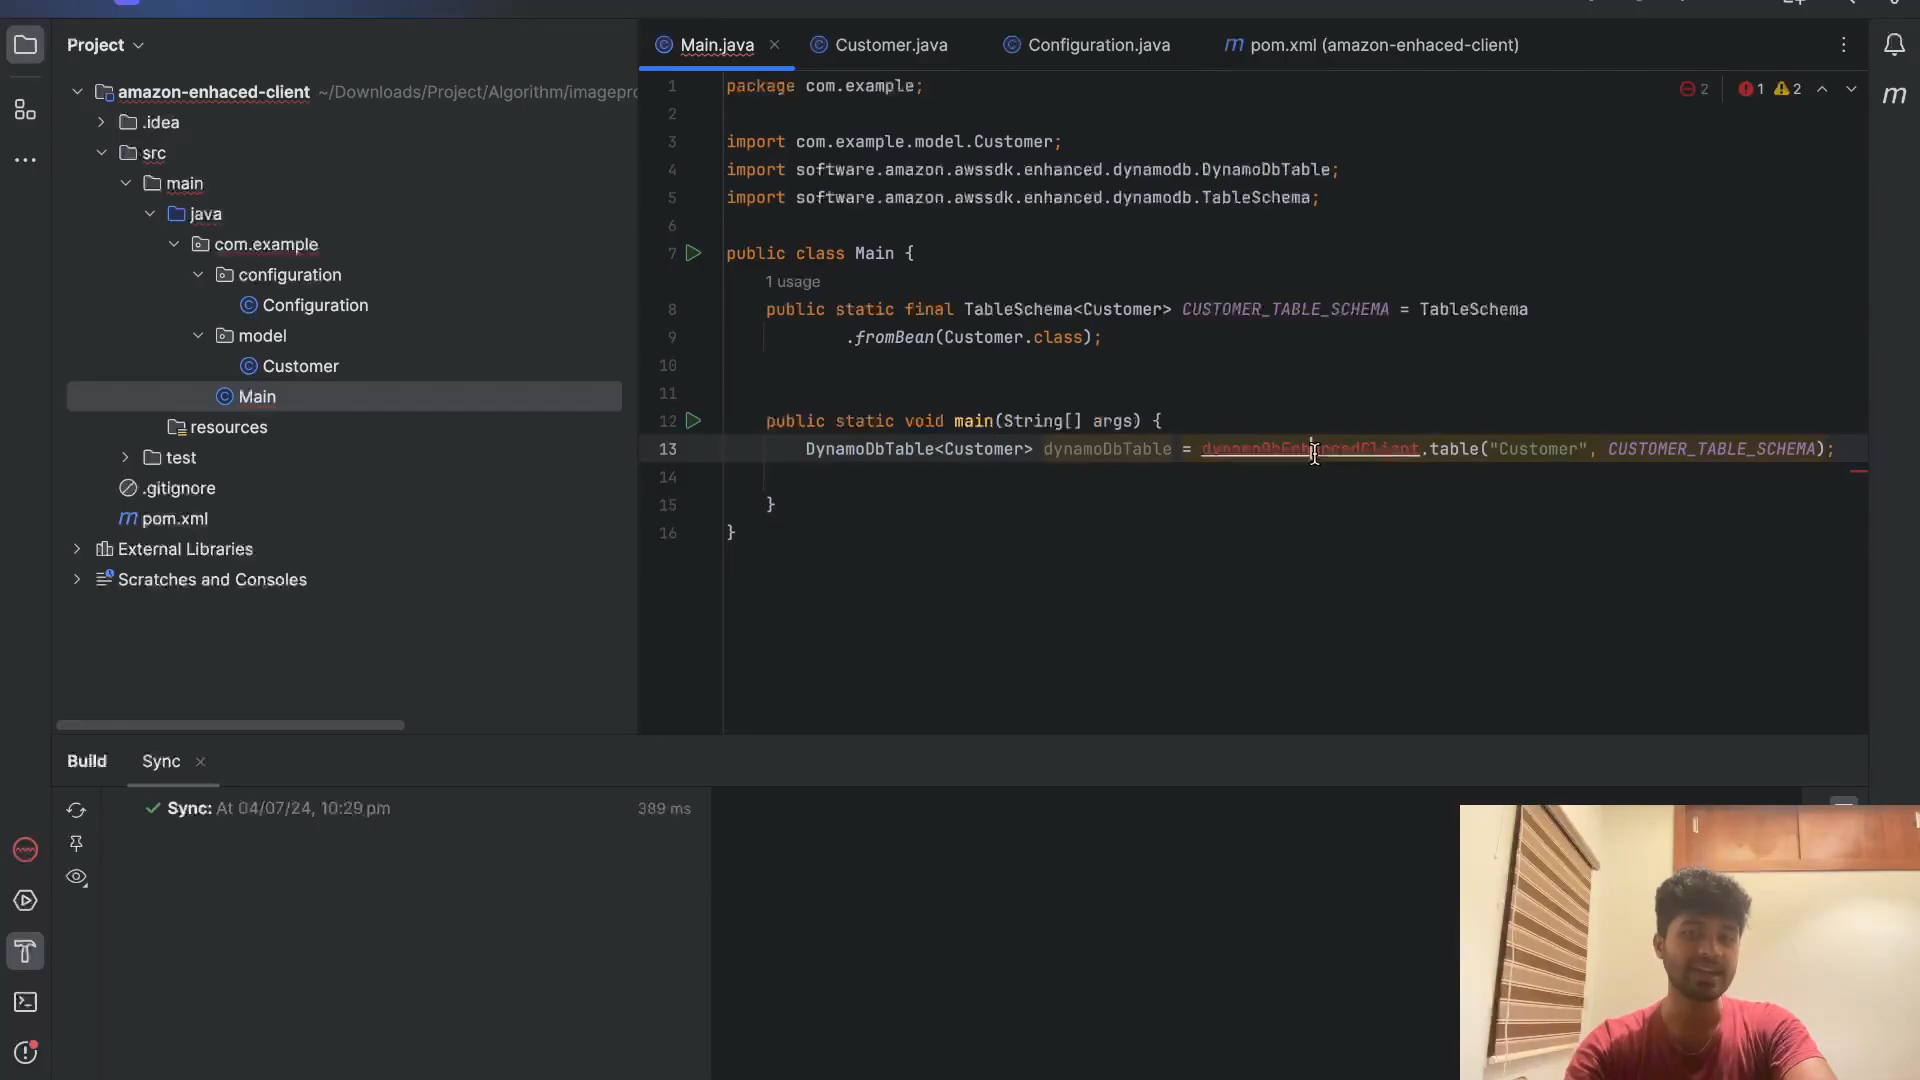 Project
amazon-enhaced-client ~/Downloads/Project/Algorithm/imagepro
.idea
src
main
java
com.example
configuration
Configuration
model
Customer
Main
resources
test
.gitignore
pom.xml
External Libraries
Scratches and Consoles
Main.java
Customer.java
Configuration.java
pom.xml (amazon-enhaced-client)
2 1 2
1 package com.example;
2
3 import com.example.model.Customer;
4 import software.amazon.awssdk.enhanced.dynamodb.DynamoDbTable;
5 import software.amazon.awssdk.enhanced.dynamodb.TableSchema;
6
7 public class Main {
1 usage
8 public static final TableSchema<Customer> CUSTOMER_TABLE_SCHEMA = TableSchema
9 .fromBean(Customer.class);
10
11
12 public static void main(String[] args) {
13 DynamoDbTable<Customer> dynamoDbTable = dynamoDbEnhancedClient.table("Customer", CUSTOMER_TABLE_SCHEMA);
14
15 }
16 }
Build
Sync
Sync: At 04/07/24, 10:29 pm 389 ms